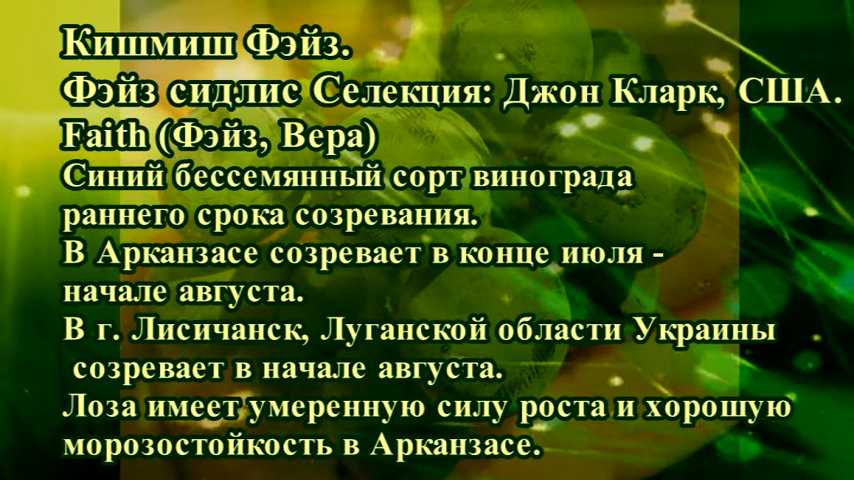 Кишмиш Фэйз.
Фэйз сидлис Селекция: Джон Кларк, США.
Faith (Фэйз, Вера)
Синий бессемянный сорт винограда
раннего срока созревания.
В Арканзасе созревает в конце июля -
начале августа.
В г. Лисичанск, Луганской области Украины
созревает в начале августа.
Лоза имеет умеренную силу роста и хорошую
морозостойкость в Арканзасе.